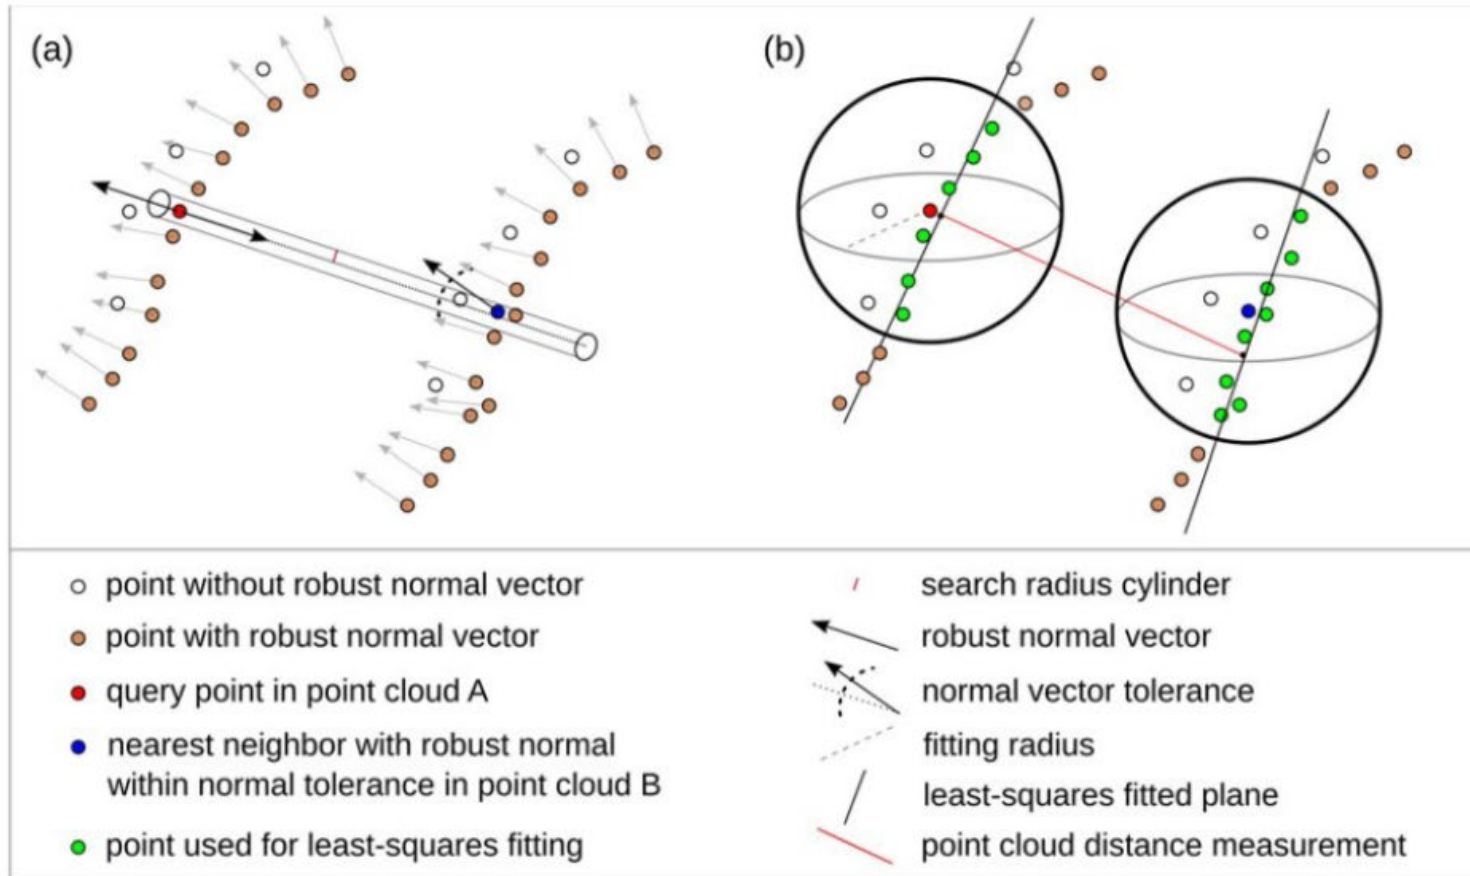 (a)
(b)
point without robust normal vector
point with robust normal vector
query point in point cloud A
nearest neighbor with robust normal
within normal tolerance in point cloud B
point used for least-squares fitting
search radius cylinder
robust normal vector
normal vector tolerance
fitting radius
least-squares fitted plane
point cloud distance measurement